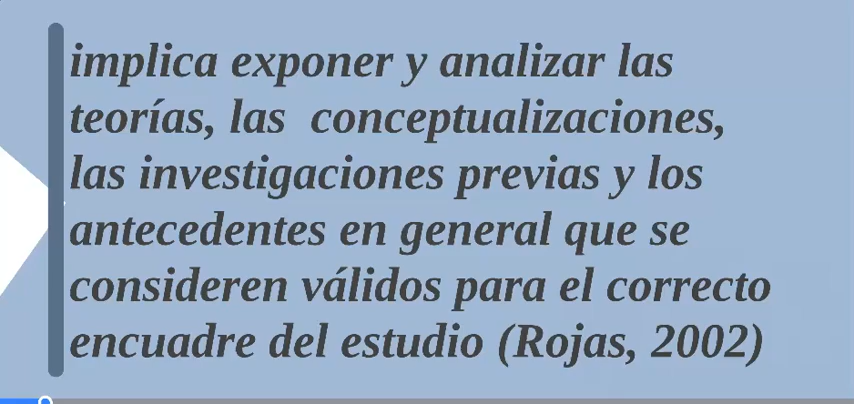 implica exponer y analizar las
teorías, las conceptualizaciones,
las investigaciones previas y los
antecedentes en general que se
consideren válidos para el correcto
encuadre del estudio (Rojas, 2002)